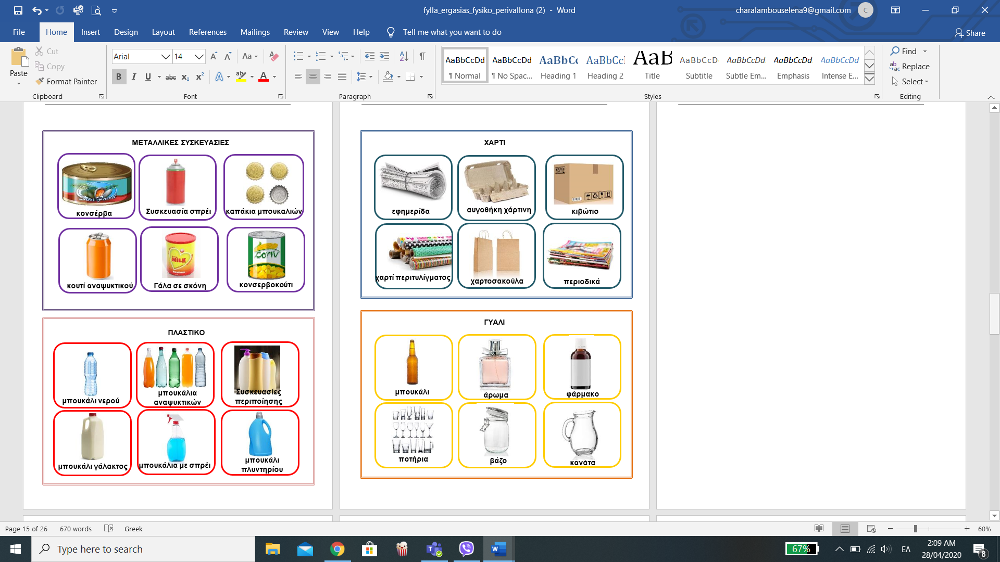 fylla_ergasias_fysiko_perivallona (2) - Word
charalambouselena9@gmail.com
C
File Home Insert Design Layout References Mailings Review View Help Tell me what you want to do
Share
Paste
Cut
Copy
Format Painter
Clipboard
Arial 14
Font
Paragraph
AaBbCcDd AaBbCcDd AaBbCc AaBbCc AaB AaBbCcD AaBbCcDd AaBbCcDd AaBbCcDd
¶ Normal ¶ No Spac... Heading 1 Heading 2 Title Subtitle Subtle Em... Emphasis Intense E...
Styles
Find
Replace
Select
Editing
ΜΕΤΑΛΛΙΚΕΣ ΣΥΣΚΕΥΑΣΙΕΣ
Sea Food
κονσέρβα
Συσκευασία σπρέι
καπάκια μπουκαλιών
MILK
corn
κουτί αναψυκτικού
Γάλα σε σκόνη
κονσερβοκούτι
ΠΛΑΣΤΙΚΟ
μπουκάλι νερού
μπουκάλια
αναψυκτικών
Συσκευασίες
περιποίησης
μπουκάλι γάλακτος
μπουκάλια με σπρέι
μπουκάλι
πλυντηρίου
ΧΑΡΤΙ
εφημερίδα
αυγοθήκη χάρτινη
κιβώτιο
χαρτί περιτυλίγματος
χαρτοσακούλα
περιοδικά
ΓΥΑΛΙ
μπουκάλι
άρωμα
φάρμακο
ποτήρια
βάζο
κανάτα
Page 15 of 26 670 words Greek
60%
Type here to search
67%
ΕΛ
2:09 AM
28/04/2020
8